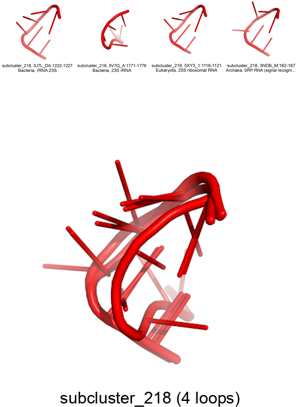 subcluster_218, 5J7L_DA:1222-1227
Bacteria, rRNA 23S
subcluster_218, 5V7Q_A:1771-1776
Bacteria, 23S rRNA
subcluster_218, 5XY3_1:1116-1121
Eukaryota, 25S ribosomal RNA
subcluster_218, 3NDB_M:162-167
Archaea, SRP RNA (signal recogni...
subcluster_218 (4 loops)